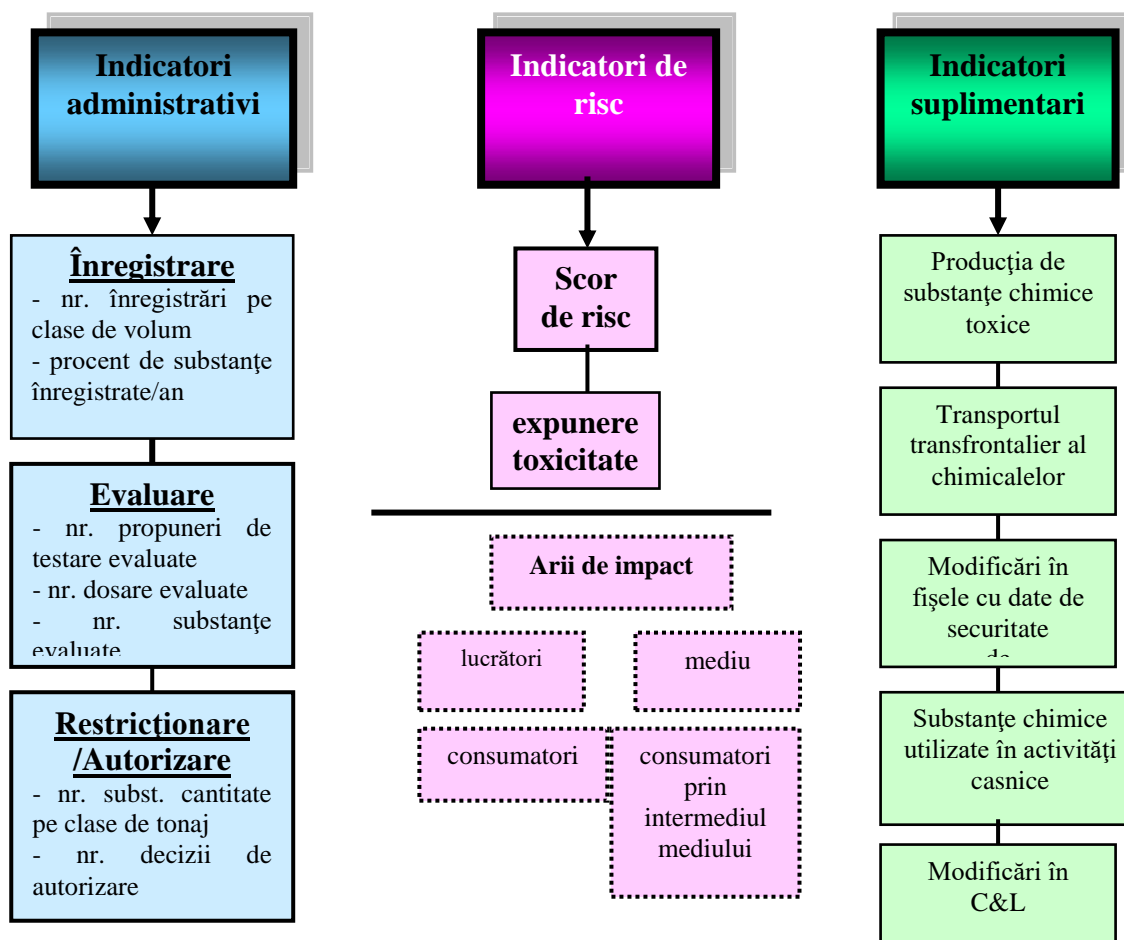 Indicatori
administrativi
Înregistrare
- nr. înregistrări pe
clase de volum
- procent de substanţe
înregistrate/an
Evaluare
- nr. propuneri de
testare evaluate
- nr. dosare evaluate
- nr. substanţe
evaluate
Restricţionare
/Autorizare
- nr. subst. cantitate
pe clase de tonaj
- nr. decizii de
autorizare
Indicatori de
risc
Scor
de risc
expunere
toxicitate
Arii de impact
lucrători
mediu
consumatori
consumatori
prin
intermediul
mediului
Indicatori
suplimentari
Producţia de
substanţe chimice
toxice
Transportul
transfrontalier al
chimicalelor
Modificări în
fişele cu date de
securitate
de
Substanţe chimice
utilizate în activităţi
casnice
Modificări în
C&L